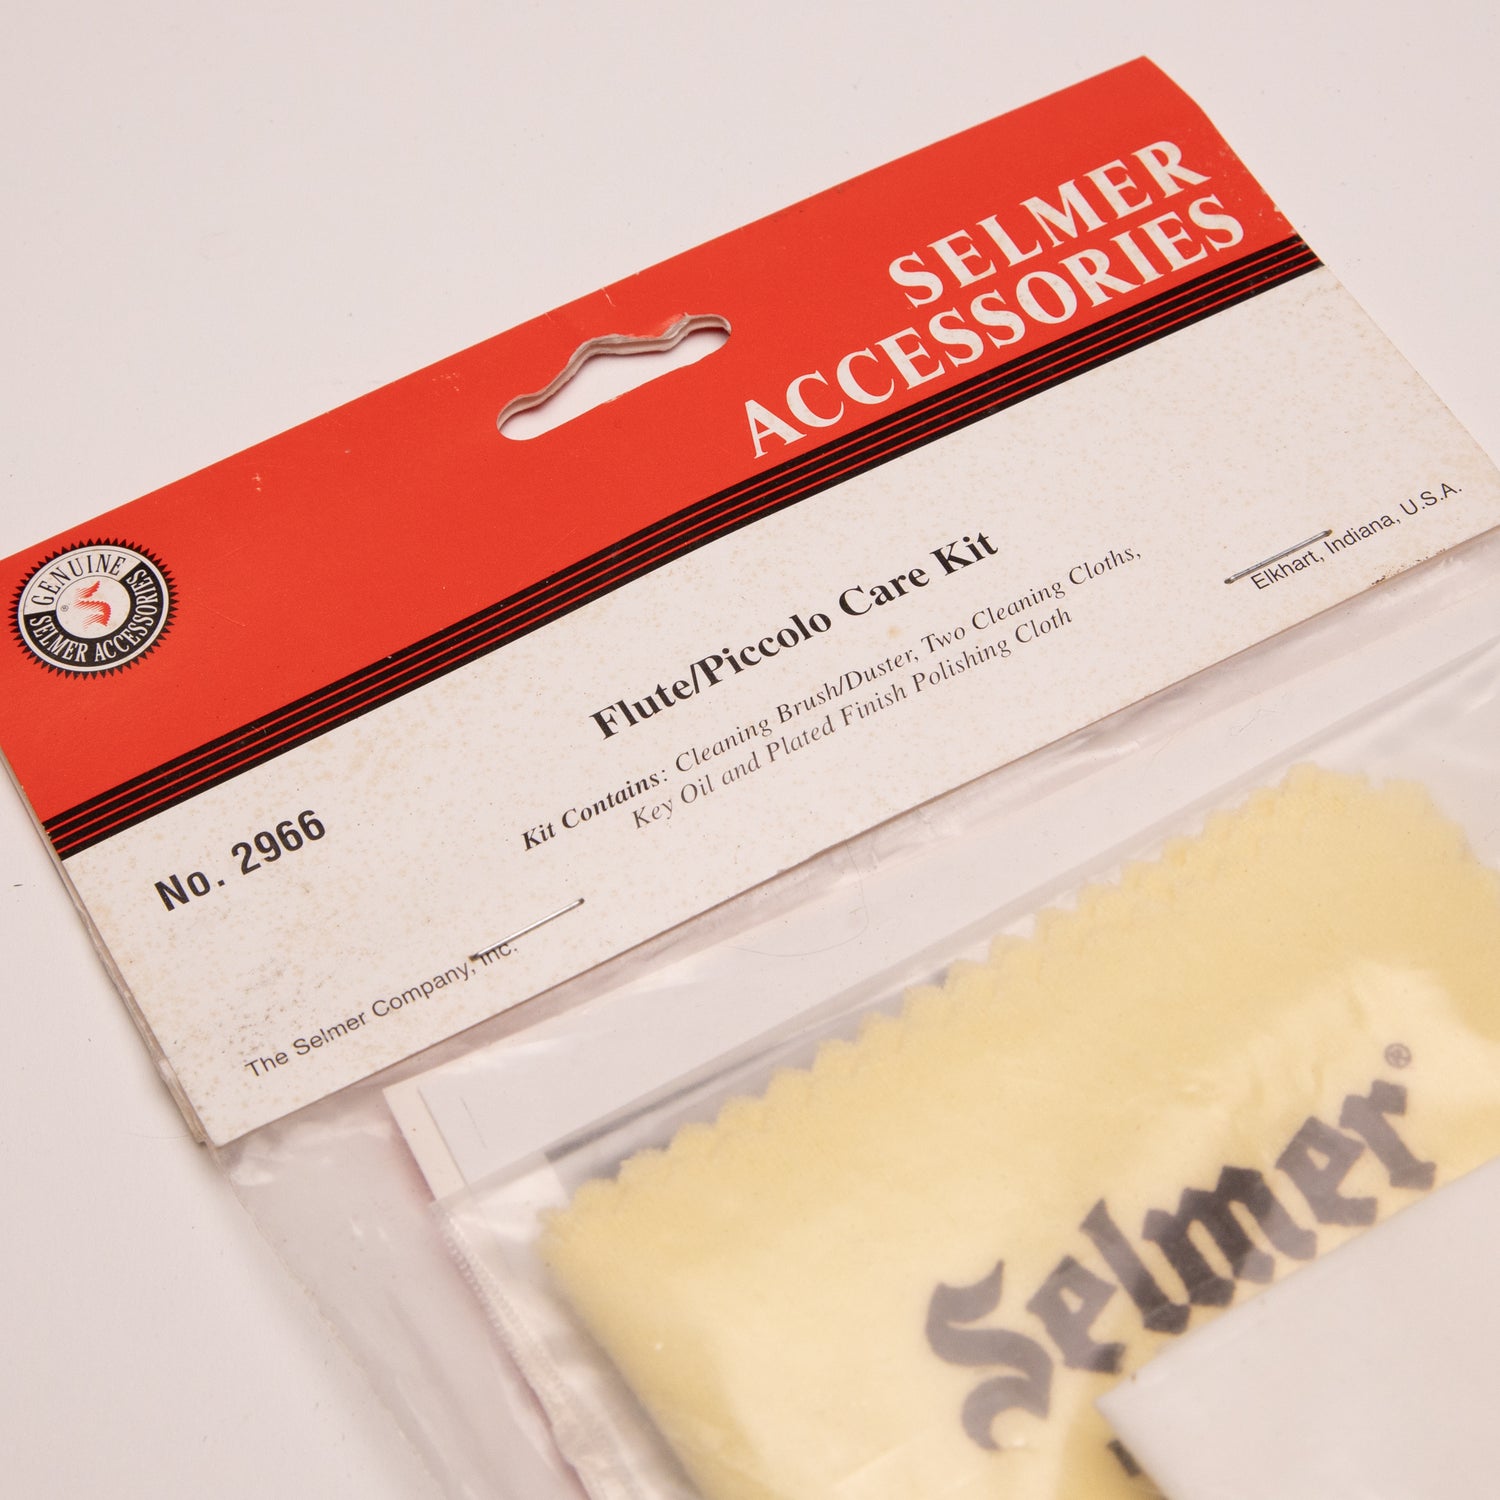 SELMER
ACCESSORIES
GENUINE
SELMER ACCESSORIES
®
Flute/Piccolo Care Kit
Kit Contains: Cleaning Brush/Duster, Two Cleaning Cloths,
Key Oil and Plated Finish Polishing Cloth
No. 2966
The Selmer Company, Inc.
Elkhart, Indiana, U.S.A.
Selmer®